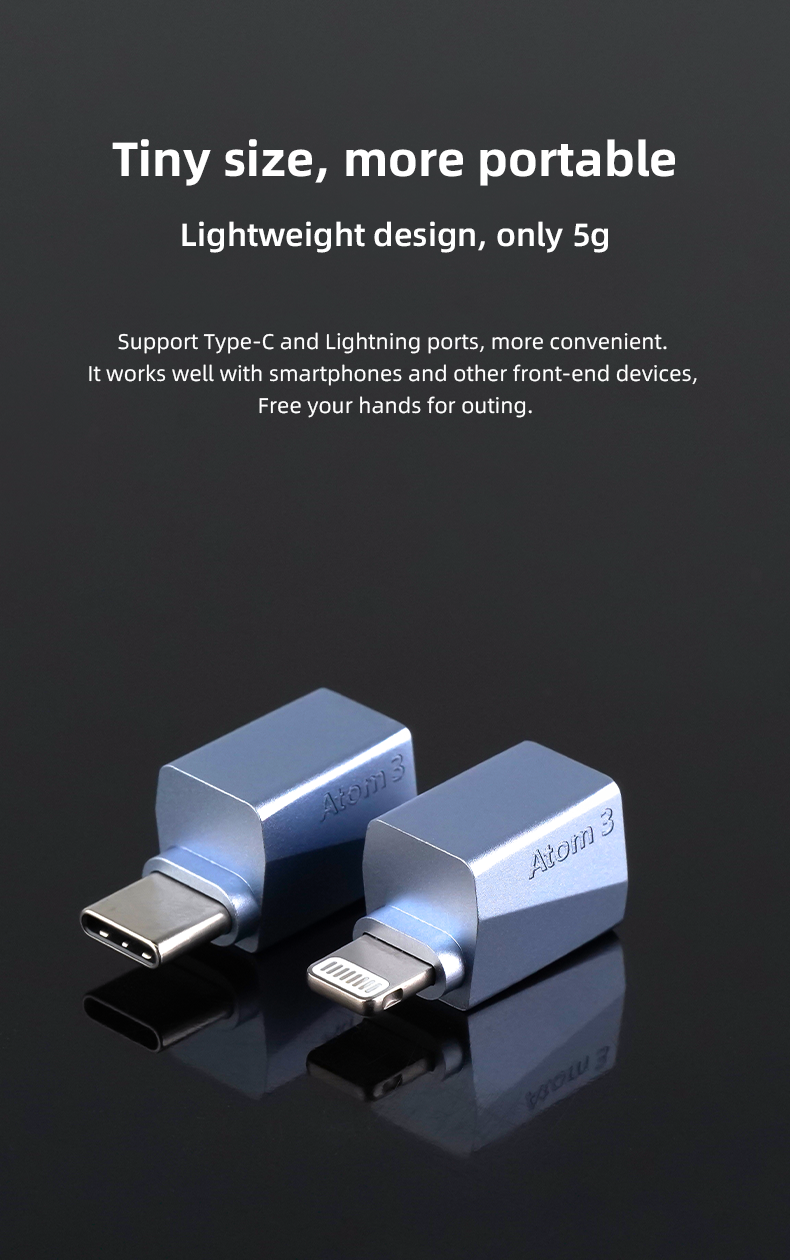 Tiny size, more portable
Lightweight design, only 5g
Support Type-C and Lightning ports, more convenient.
It works well with smartphones and other front-end devices,
Free your hands for outing.
Atom 3
Atom 3